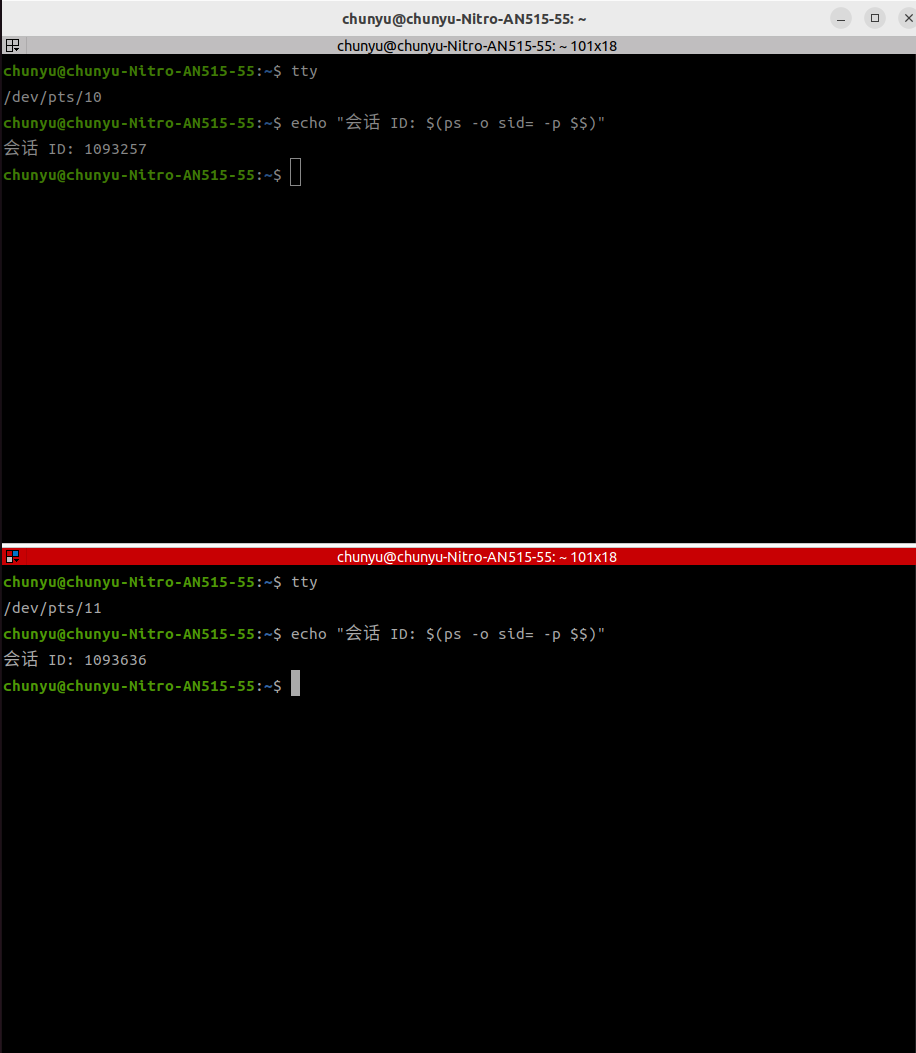 chunyu@chunyu-Nitro-AN515-55: ~
chunyu@chunyu-Nitro-AN515-55: ~ 101x18
chunyu@chunyu-Nitro-AN515-55:~$ tty
/dev/pts/10
chunyu@chunyu-Nitro-AN515-55:~$ echo "会话 ID: $(ps -o sid= -p $$)"
会话 ID: 1093257
chunyu@chunyu-Nitro-AN515-55:~$
chunyu@chunyu-Nitro-AN515-55: ~ 101x18
chunyu@chunyu-Nitro-AN515-55:~$ tty
/dev/pts/11
chunyu@chunyu-Nitro-AN515-55:~$ echo "会话 ID: $(ps -o sid= -p $$)"
会话 ID: 1093636
chunyu@chunyu-Nitro-AN515-55:~$